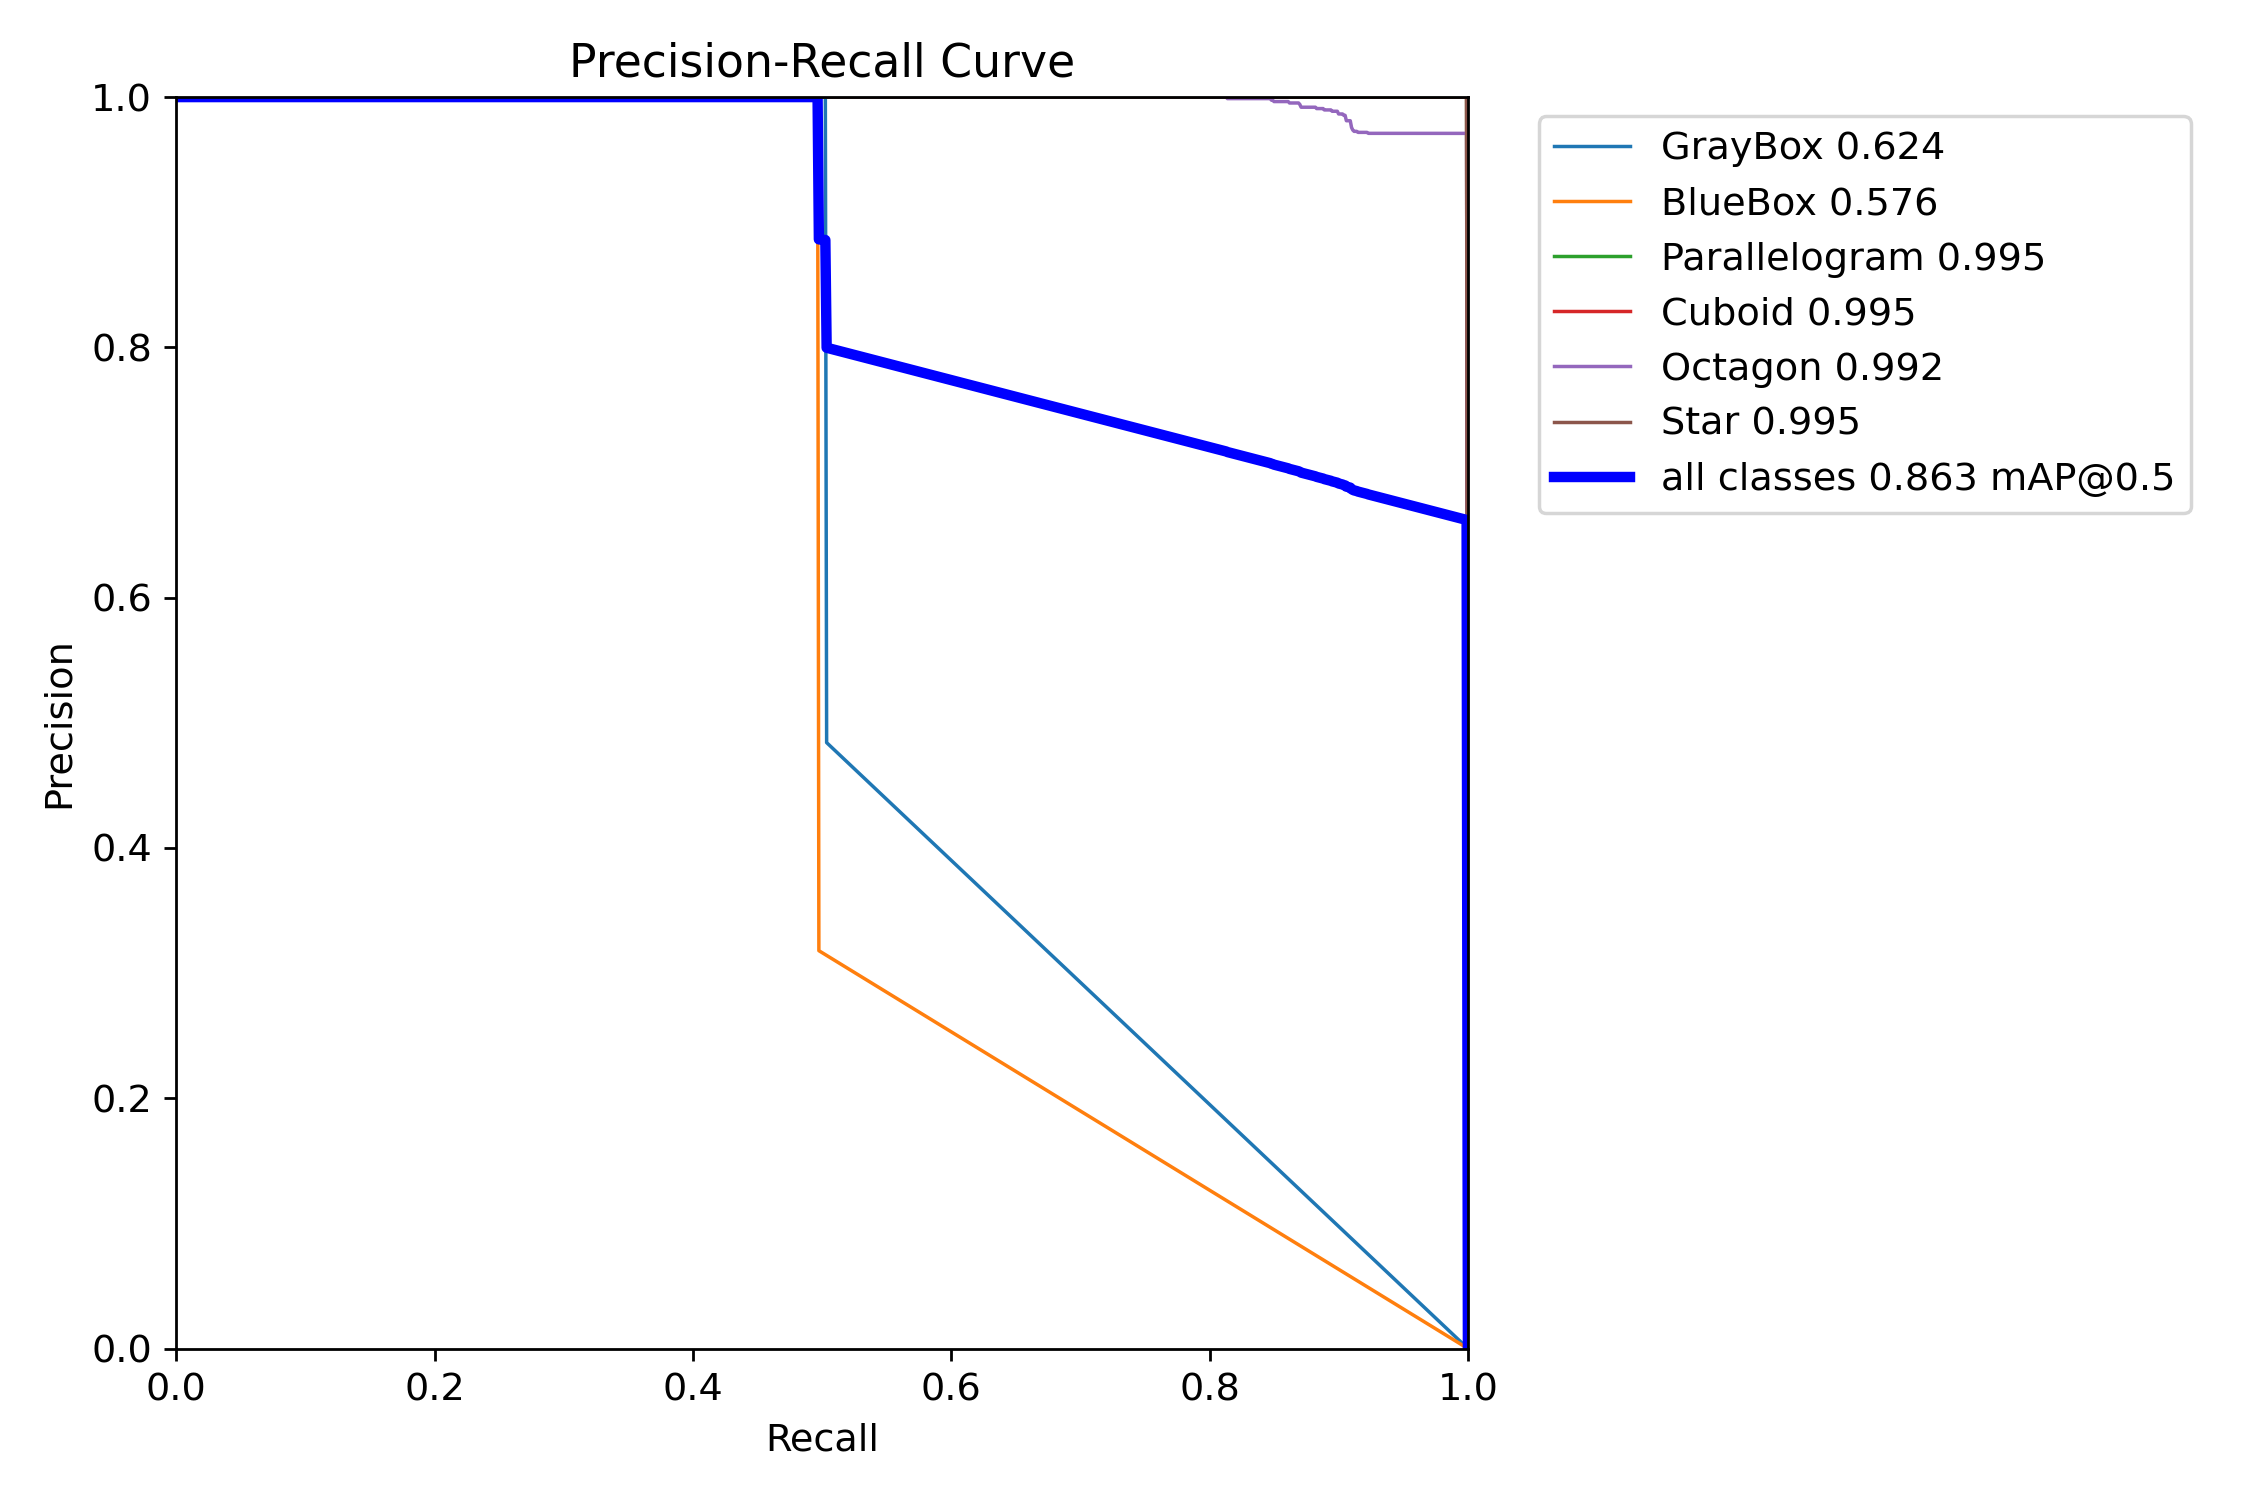 Precision-Recall Curve
1.0
0.8
0.6
0.4
0.2
0.0
Precision
0.0 0.2 0.4 0.6 0.8 1.0
Recall
GrayBox 0.624
BlueBox 0.576
Parallelogram 0.995
Cuboid 0.995
Octagon 0.992
Star 0.995
all classes 0.863 mAP@0.5